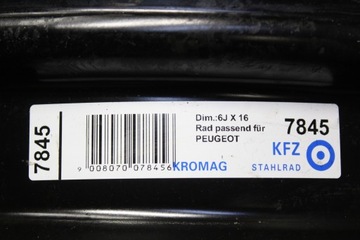 7845
9 008070 078456
KROMAG
Dim.:6J X 16
Rad passend für
PEUGEOT
7845
KFZ
STAHLRAD